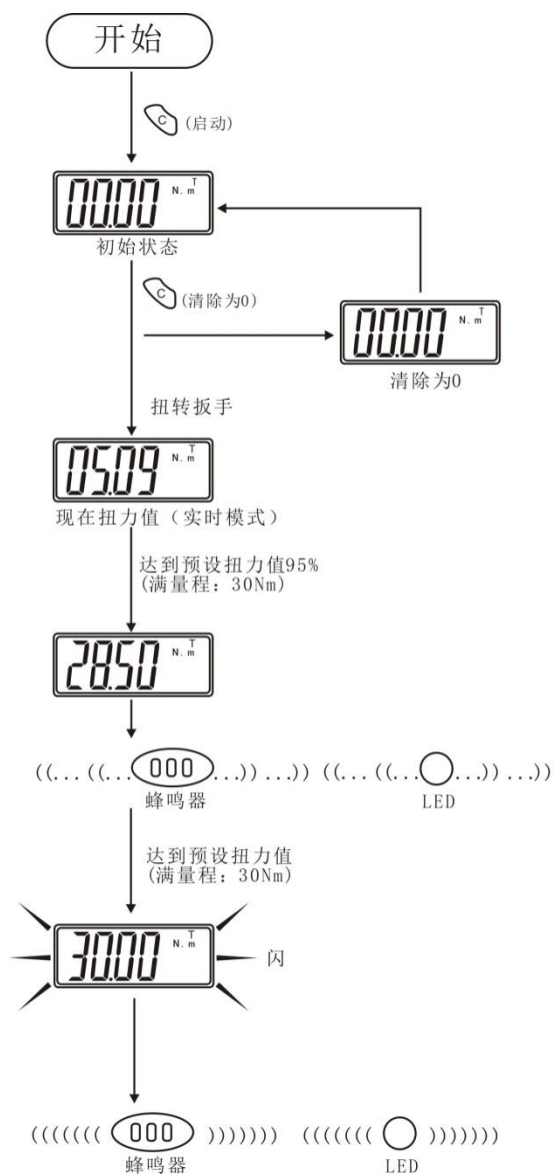 开始
C (启动)
00.00 N.m T
初始状态
C (清除为0)
00.00 N.m T
清除为0
扭转扳手
05.09 N.m T
现在扭力值（实时模式）
达到预设扭力值95%
(满量程：30Nm)
28.50 N.m T
((... ((... 000 ...)) ...)) ((... ((... ...)) ...))
蜂鸣器 LED
达到预设扭力值
(满量程：30Nm)
30.00 N.m T
闪
((((((( 000 ))))))) ((((((( )))))))
蜂鸣器 LED